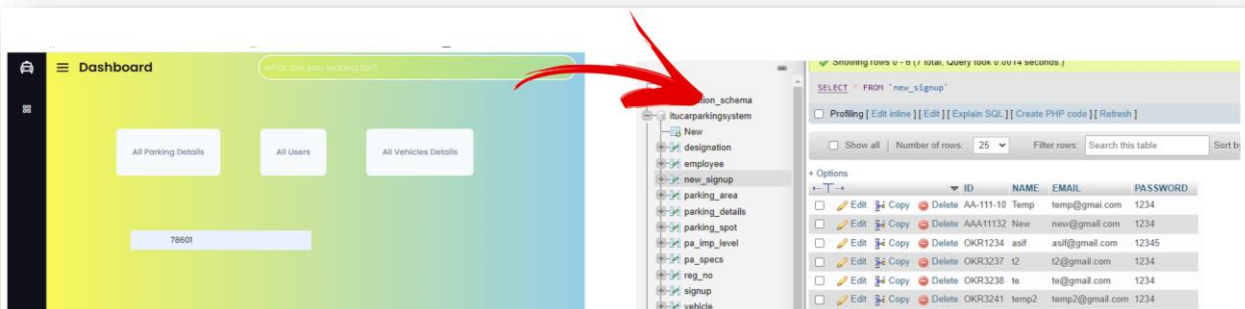 Dashboard
what are you looking for?
All Parking Details
All Users
All Vehicles Details
78601
itucarparkingsystem
New
designation
employee
new_signup
parking_area
parking_details
parking_spot
pa_imp_level
pa_specs
reg_no
signup
vehicle
Showing rows 0 - 6 (7 total, Query took 0.0014 seconds.)
SELECT * FROM `new_signup`
Profiling [ Edit inline ] [ Edit ] [ Explain SQL ] [ Create PHP code ] [ Refresh ]
Show all | Number of rows: 25 Filter rows: Search this table Sort by
+ Options
←T→ ▼ ID NAME EMAIL PASSWORD
Edit Copy Delete AA-111-10 Temp temp@gmai.com 1234
Edit Copy Delete AAA11132 New new@gmail.com 1234
Edit Copy Delete OKR1234 asif asif@gmail.com 12345
Edit Copy Delete OKR3237 t2 t2@gmail.com 1234
Edit Copy Delete OKR3238 te te@gmail.com 1234
Edit Copy Delete OKR3241 temp2 temp2@gmail.com 1234